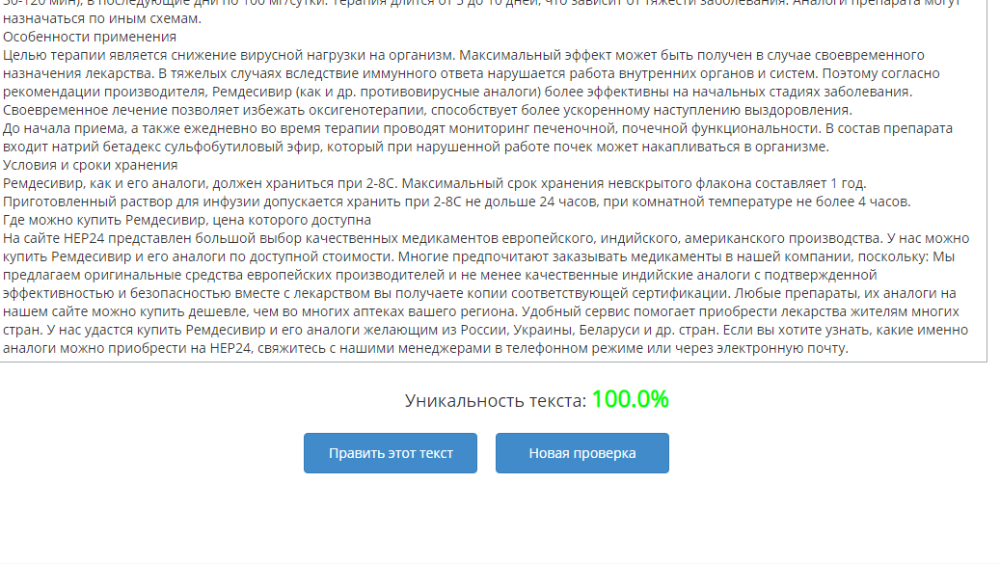 30-120 мин), в последующие дни по 100 мг/сутки. Терапия длится от 5 до 10 дней, что зависит от тяжести заболевания. Аналоги препарата могут
назначаться по иным схемам.
Особенности применения
Целью терапии является снижение вирусной нагрузки на организм. Максимальный эффект может быть получен в случае своевременного
назначения лекарства. В тяжелых случаях вследствие иммунного ответа нарушается работа внутренних органов и систем. Поэтому согласно
рекомендации производителя, Ремдесивир (как и др. противовирусные аналоги) более эффективны на начальных стадиях заболевания.
Своевременное лечение позволяет избежать оксигенотерапии, способствует более ускоренному наступлению выздоровления.
До начала приема, а также ежедневно во время терапии проводят мониторинг печеночной, почечной функциональности. В состав препарата
входит натрий бетадекс сульфобутиловый эфир, который при нарушенной работе почек может накапливаться в организме.
Условия и сроки хранения
Ремдесивир, как и его аналоги, должен храниться при 2-8С. Максимальный срок хранения невскрытого флакона составляет 1 год.
Приготовленный раствор для инфузии допускается хранить при 2-8С не дольше 24 часов, при комнатной температуре не более 4 часов.
Где можно купить Ремдесивир, цена которого доступна
На сайте HEP24 представлен большой выбор качественных медикаментов европейского, индийского, американского производства. У нас можно
купить Ремдесивир и его аналоги по доступной стоимости. Многие предпочитают заказывать медикаменты в нашей компании, поскольку: Мы
предлагаем оригинальные средства европейских производителей и не менее качественные индийские аналоги с подтвержденной
эффективностью и безопасностью вместе с лекарством вы получаете копии соответствующей сертификации. Любые препараты, их аналоги на
нашем сайте можно купить дешевле, чем во многих аптеках вашего региона. Удобный сервис помогает приобрести лекарства жителям многих
стран. У нас удастся купить Ремдесивир и его аналоги желающим из России, Украины, Беларуси и др. стран. Если вы хотите узнать, какие именно
аналоги можно приобрести на HEP24, свяжитесь с нашими менеджерами в телефонном режиме или через электронную почту.
Уникальность текста: 100.0%
Править этот текст
Новая проверка